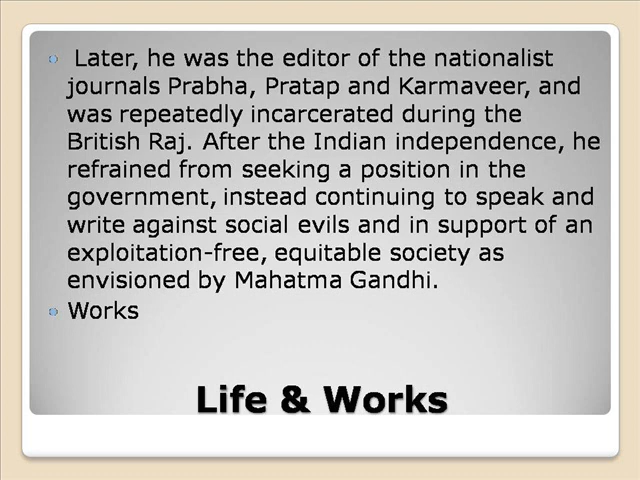 Later, he was the editor of the nationalist
journals Prabha, Pratap and Karmaveer, and
was repeatedly incarcerated during the
British Raj. After the Indian independence, he
refrained from seeking a position in the
government, instead continuing to speak and
write against social evils and in support of an
exploitation-free, equitable society as
envisioned by Mahatma Gandhi.
Works
Life & Works